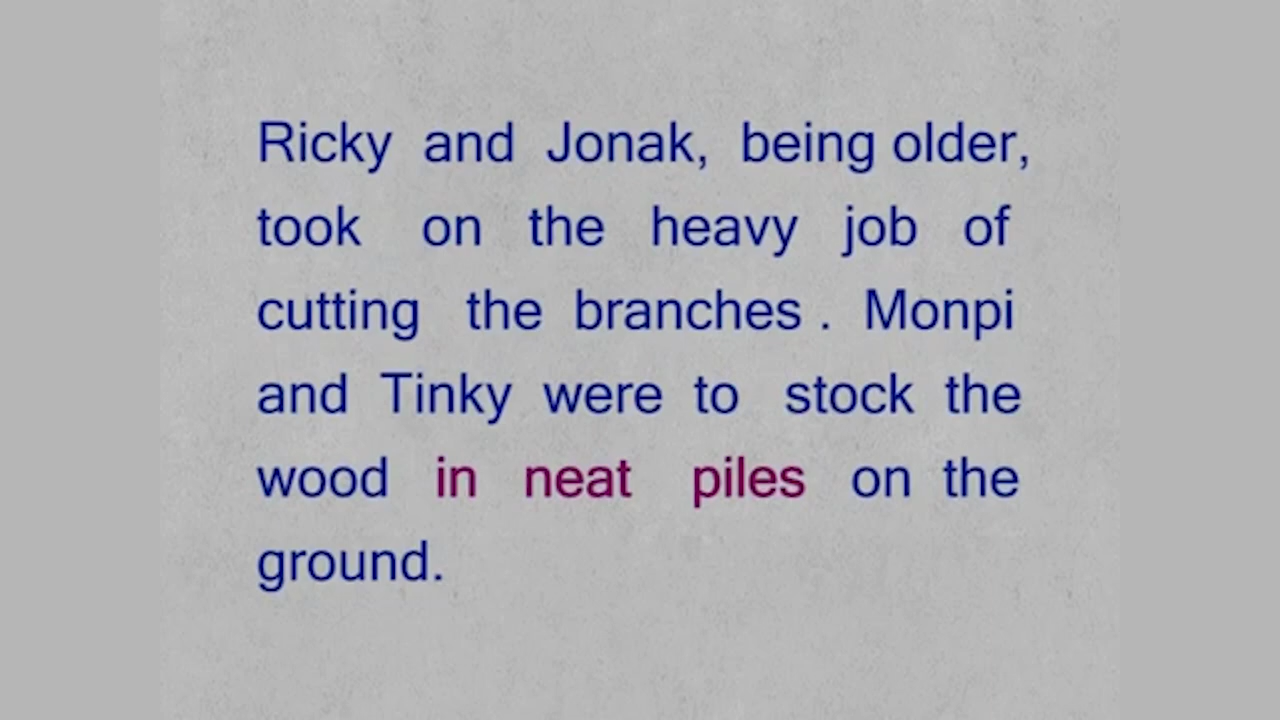 Ricky and Jonak, being older,
took on the heavy job of
cutting the branches . Monpi
and Tinky were to stock the
wood in neat piles on the
ground.